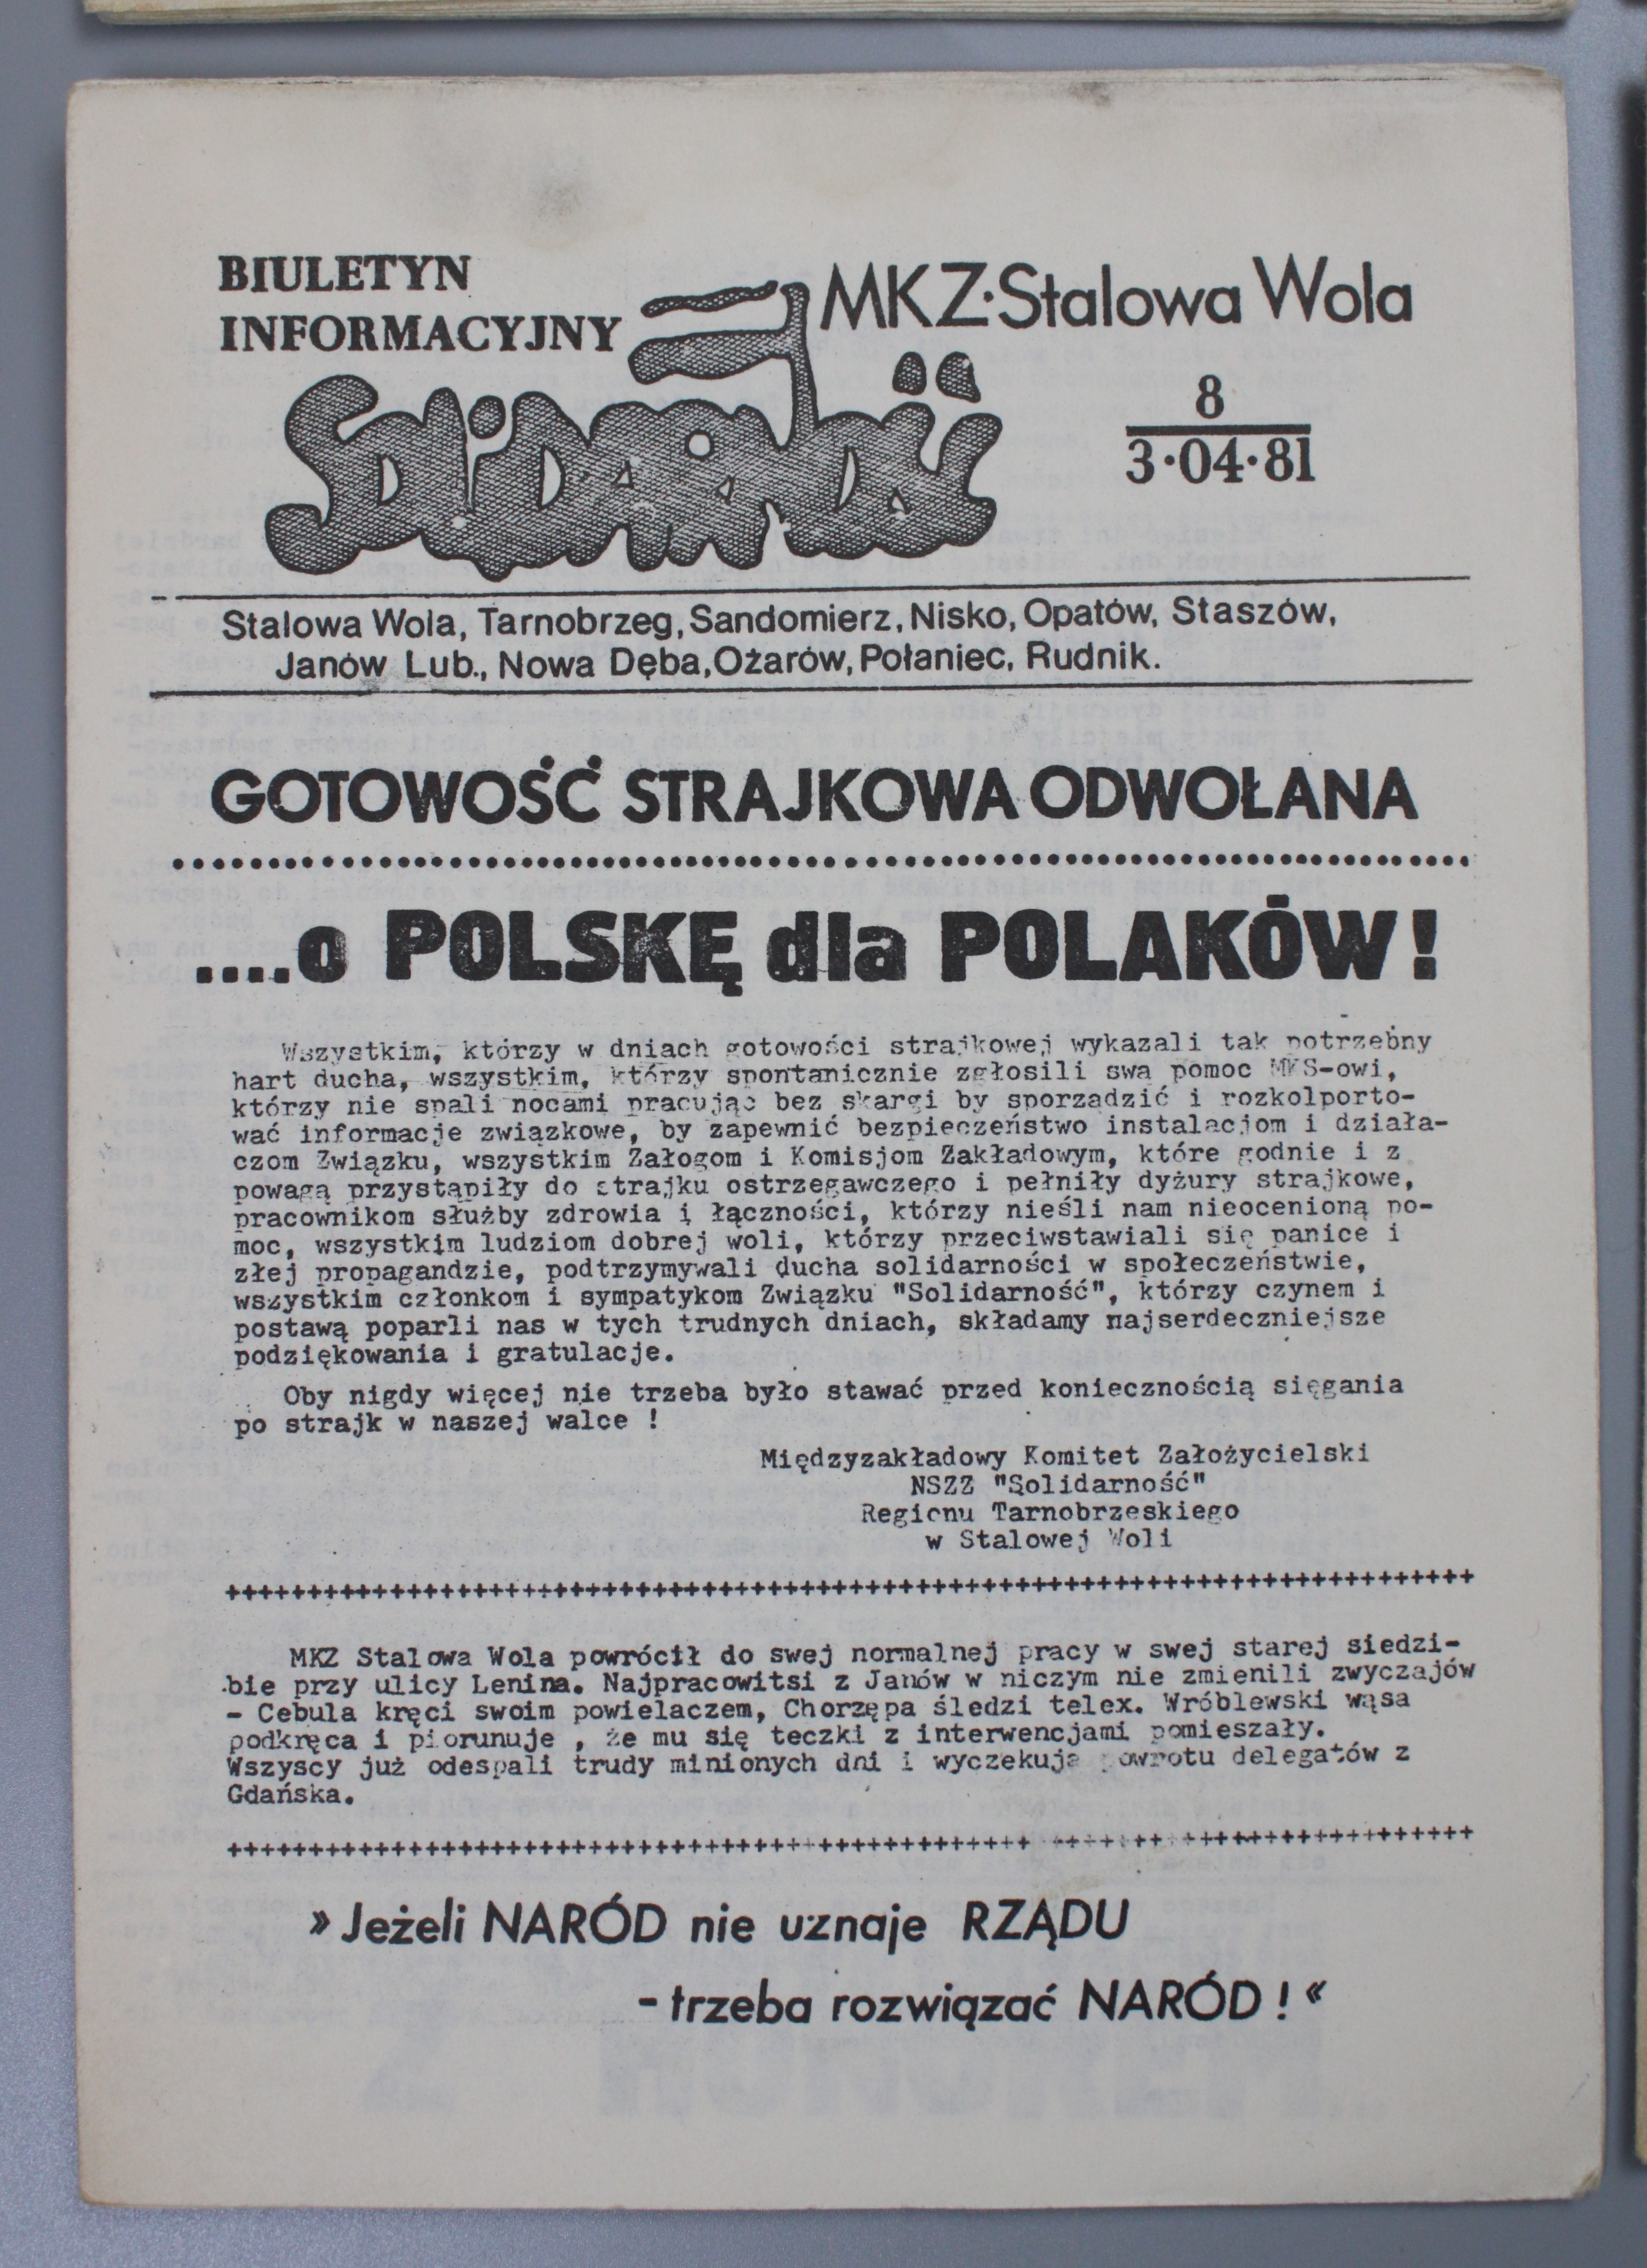 BIULETYN
INFORMACYJNY
MKZ·Stalowa Wola
SOLIDARNOŚĆ
8
3·04·81
Stalowa Wola, Tarnobrzeg, Sandomierz, Nisko, Opatów, Staszów,
Janów Lub., Nowa Dęba, Ożarów, Połaniec, Rudnik.
GOTOWOŚĆ STRAJKOWA ODWOŁANA
....o POLSKĘ dla POLAKÓW!
Wszystkim, którzy w dniach gotowości strajkowej wykazali tak potrzebny
hart ducha, wszystkim, którzy spontanicznie zgłosili swą pomoc MKS-owi,
którzy nie spali nocami pracując bez skargi by sporządzić i rozkolporto-
wać informacje związkowe, by zapewnić bezpieczeństwo instalacjom i działa-
czom Związku, wszystkim Załogom i Komisjom Zakładowym, które godnie i z
powagą przystąpiły do strajku ostrzegawczego i pełniły dyżury strajkowe,
pracownikom służby zdrowia i łączności, którzy nieśli nam nieocenioną po-
moc, wszystkim ludziom dobrej woli, którzy przeciwstawiali się panice i
złej propagandzie, podtrzymywali ducha solidarności w społeczeństwie,
wszystkim członkom i sympatykom Związku "Solidarność", którzy czynem i
postawą poparli nas w tych trudnych dniach, składamy najserdeczniejsze
podziękowania i gratulacje.
Oby nigdy więcej nie trzeba było stawać przed koniecznością sięgania
po strajk w naszej walce !
Międzyzakładowy Komitet Założycielski
NSZZ "Solidarność"
Regionu Tarnobrzeskiego
w Stalowej Woli
++++++++++++++++++++++++++++++++++++++++++++++++++++++++++++++++++++++++++
MKZ Stalowa Wola powrócił do swej normalnej pracy w swej starej siedzi-
bie przy ulicy Lenina. Najpracowitsi z Janów w niczym nie zmienili zwyczajów
- Cebula kręci swoim powielaczem, Chorzępa śledzi telex. Wróblewski wąsa
podkręca i piorunuje , że mu się teczki z interwencjami pomieszały.
Wszyscy już odespali trudy minionych dni i wyczekują powrotu delegatów z
Gdańska.
++++++++++++++++++++++++++++++++++++++++++++++++++++++++++++++++++++++++++
» Jeżeli NARÓD nie uznaje RZĄDU
- trzeba rozwiązać NARÓD ! «